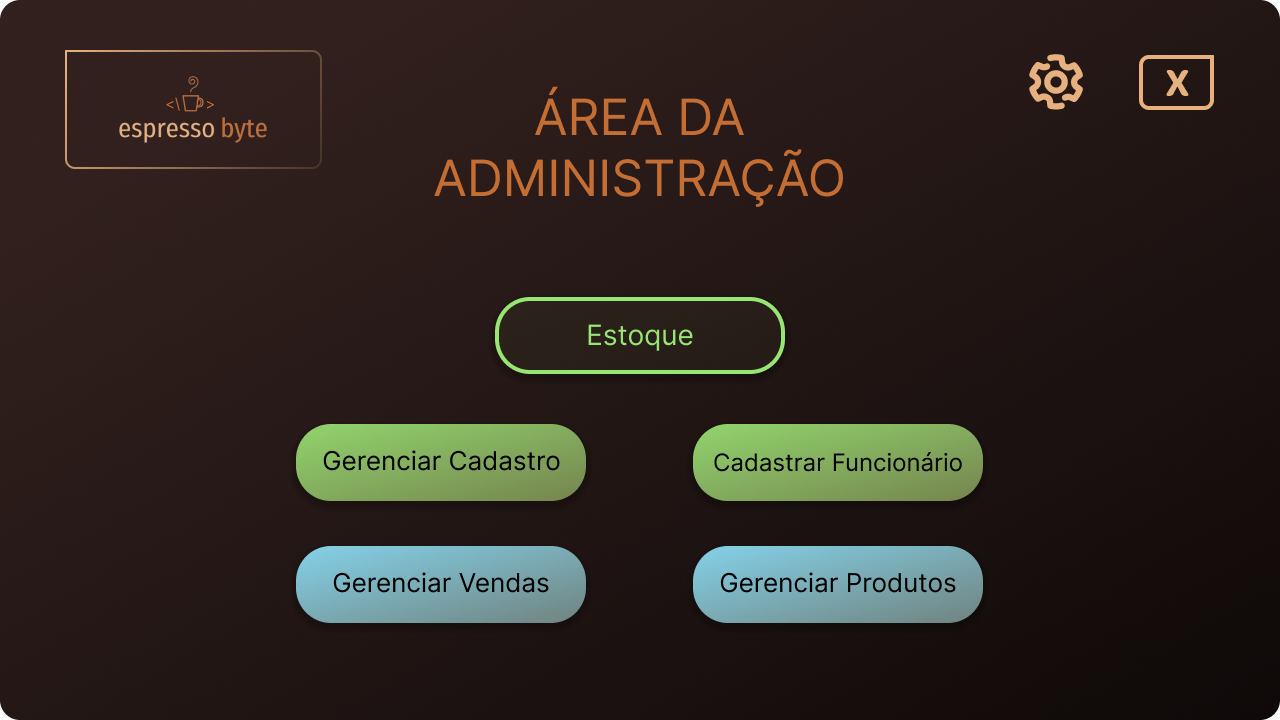 <\ >
espresso byte
X
ÁREA DA
ADMINISTRAÇÃO
Estoque
Gerenciar Cadastro
Cadastrar Funcionário
Gerenciar Vendas
Gerenciar Produtos